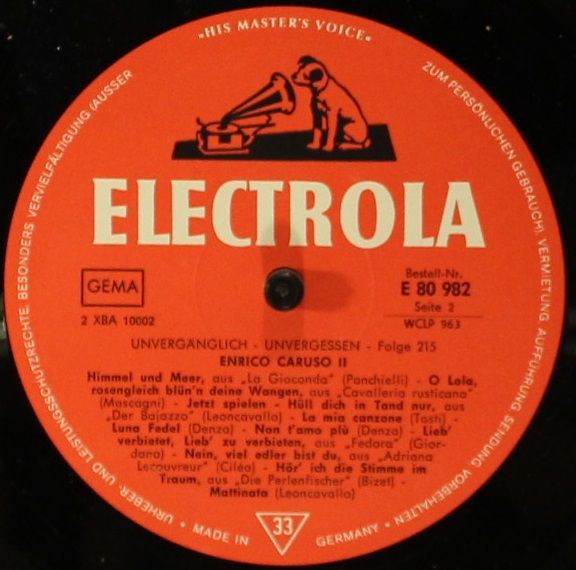 „HIS MASTER'S VOICE“
ELECTROLA
GEMA
2 XBA 10002
Bestell-Nr.
E 80 982
Seite 2
WCLP 963
UNVERGÄNGLICH - UNVERGESSEN - Folge 215
ENRICO CARUSO II
Himmel und Meer, aus „La Gioconda" (Ponchielli) - O Lola,
rosengleich blüh'n deine Wangen, aus „Cavalleria rusticana"
(Mascagni) - Jetzt spielen - Hüll dich in Tand nur, aus
„Der Bajazzo" (Leoncavallo) - La mia canzone (Tosti) -
Luna Fedel (Denza) - Non t'amo più (Denza) - Lieb'
verbietet, Lieb' zu verbieten, aus "Fedora" (Gior-
dano) - Nein, viel edler bist du, aus "Adriana
Lecouvreur" (Ciléa) - Hör' ich die Stimme im
Traum, aus „Die Perlenfischer" (Bizet) -
Mattinata (Leoncavallo)
33
URHEBER- UND LEISTUNGSSCHUTZRECHTE, BESONDERS VERVIELFÄLTIGUNG (AUSSER
ZUM PERSÖNLICHEN GEBRAUCH), VERMIETUNG, AUFFÜHRUNG, SENDUNG VORBEHALTEN
• MADE IN GERMANY •